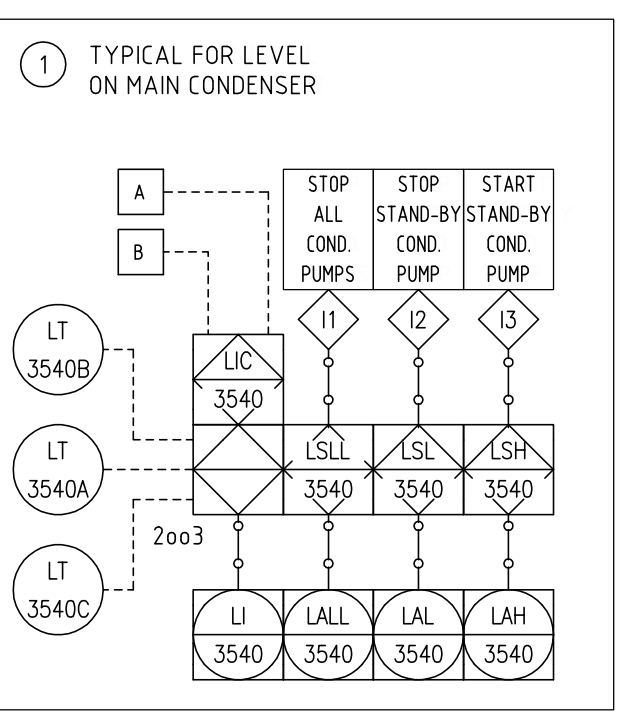 1 TYPICAL FOR LEVEL
ON MAIN CONDENSER
A
B
STOP
ALL
COND.
PUMPS
STOP
STAND-BY
COND.
PUMP
START
STAND-BY
COND.
PUMP
I1
I2
I3
LT
3540B
LIC
3540
LT
3540A
LSLL
3540
LSL
3540
LSH
3540
2oo3
LT
3540C
LI
3540
LALL
3540
LAL
3540
LAH
3540